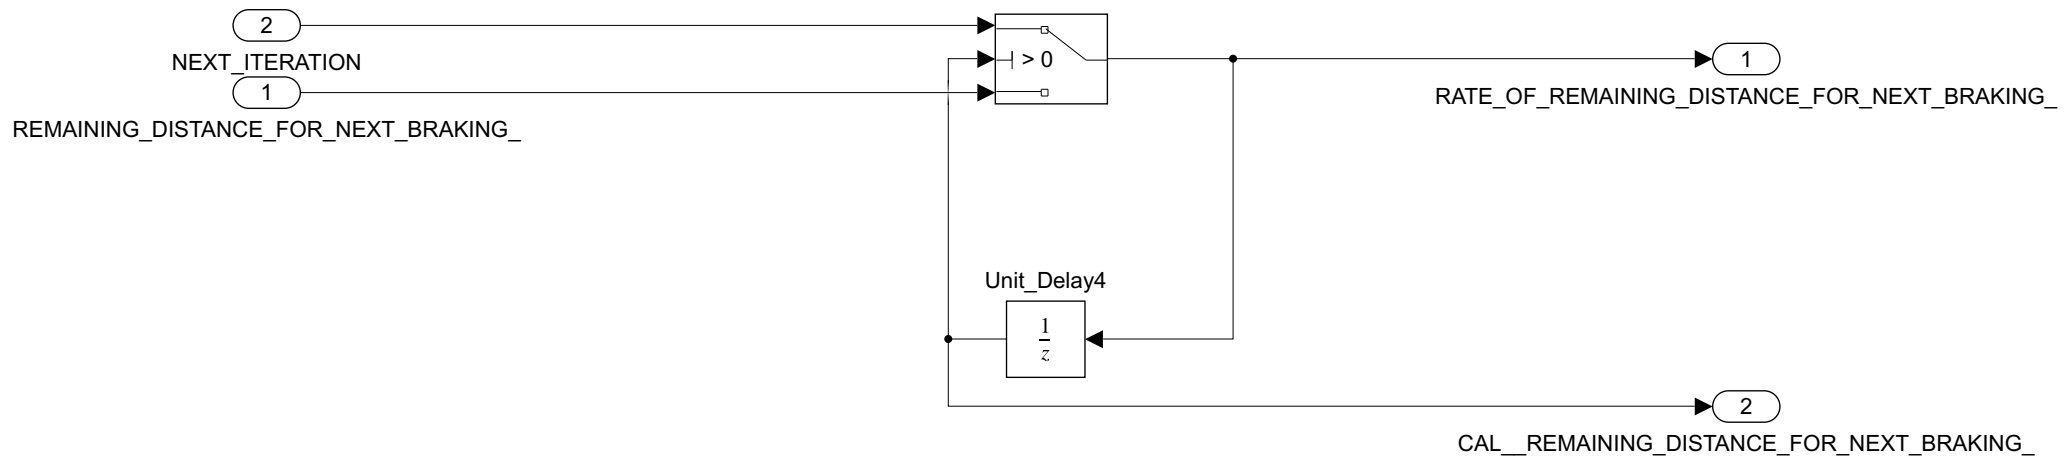 2
NEXT_ITERATION
1
REMAINING_DISTANCE_FOR_NEXT_BRAKING_
> 0
1
RATE_OF_REMAINING_DISTANCE_FOR_NEXT_BRAKING_
Unit_Delay4
1
z
2
CAL__REMAINING_DISTANCE_FOR_NEXT_BRAKING_